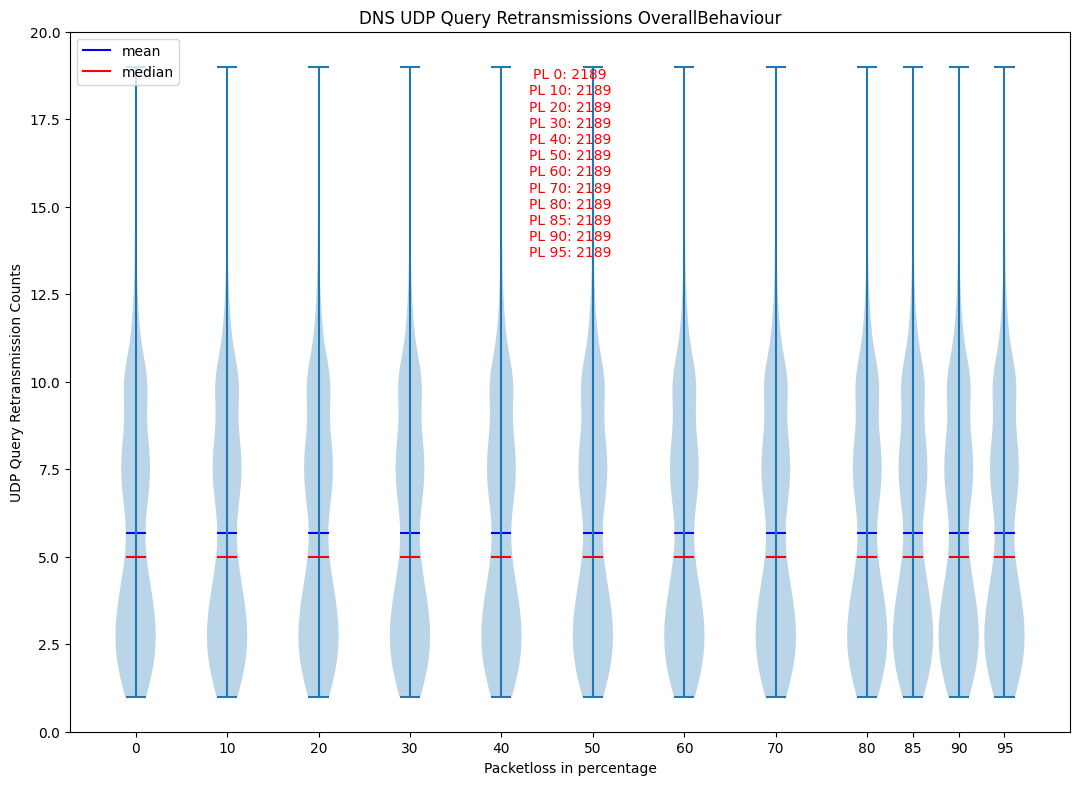 DNS UDP Query Retransmissions OverallBehaviour
20.0
mean
median
PL 0: 2189
PL 10: 2189
PL 20: 2189
PL 30: 2189
PL 40: 2189
PL 50: 2189
PL 60: 2189
PL 70: 2189
PL 80: 2189
PL 85: 2189
PL 90: 2189
PL 95: 2189
17.5
15.0
12.5
10.0
7.5
5.0
2.5
0.0
UDP Query Retransmission Counts
0 10 20 30 40 50 60 70 80 85 90 95
Packetloss in percentage